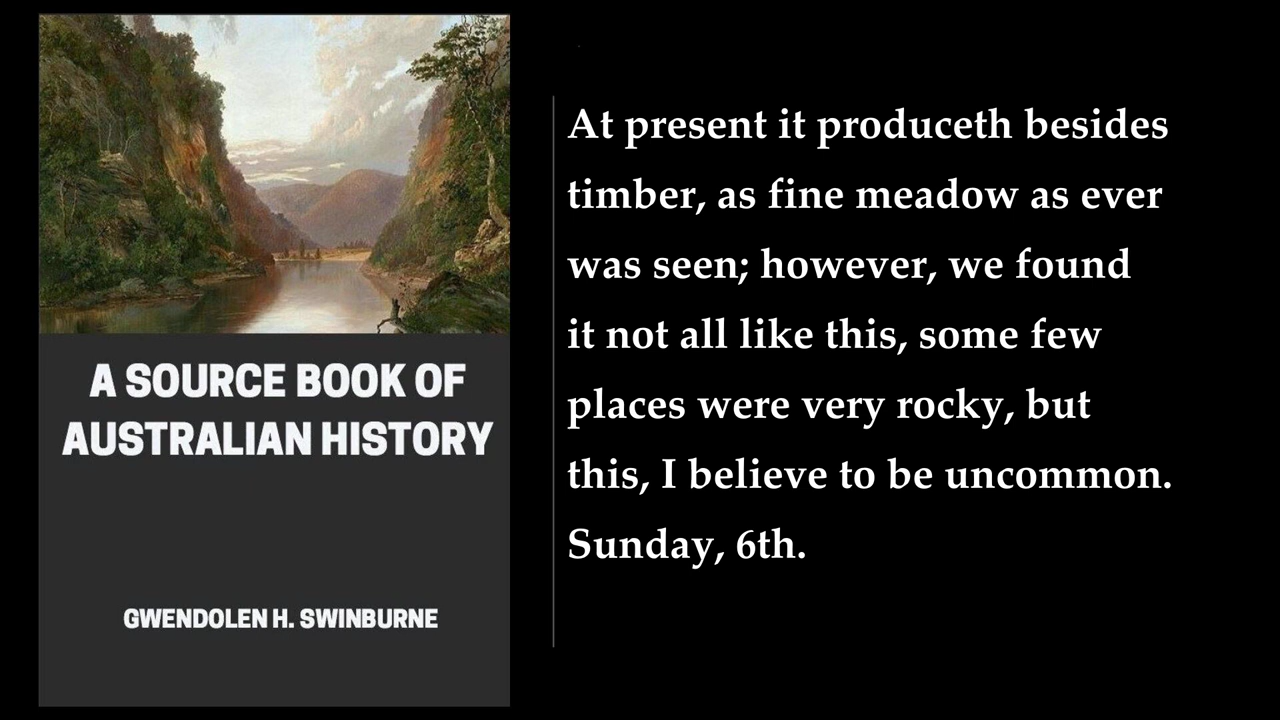 A SOURCE BOOK OF
AUSTRALIAN HISTORY
GWENDOLEN H. SWINBURNE
At present it produceth besides
timber, as fine meadow as ever
was seen; however, we found
it not all like this, some few
places were very rocky, but
this, I believe to be uncommon.
Sunday, 6th.